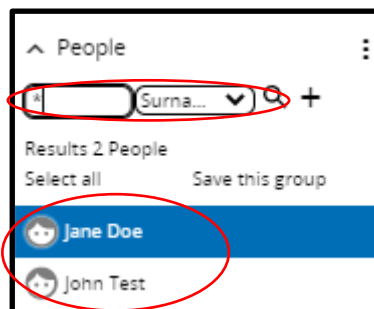 People
* Surna...
Results 2 People
Select all Save this group
Jane Doe
John Test